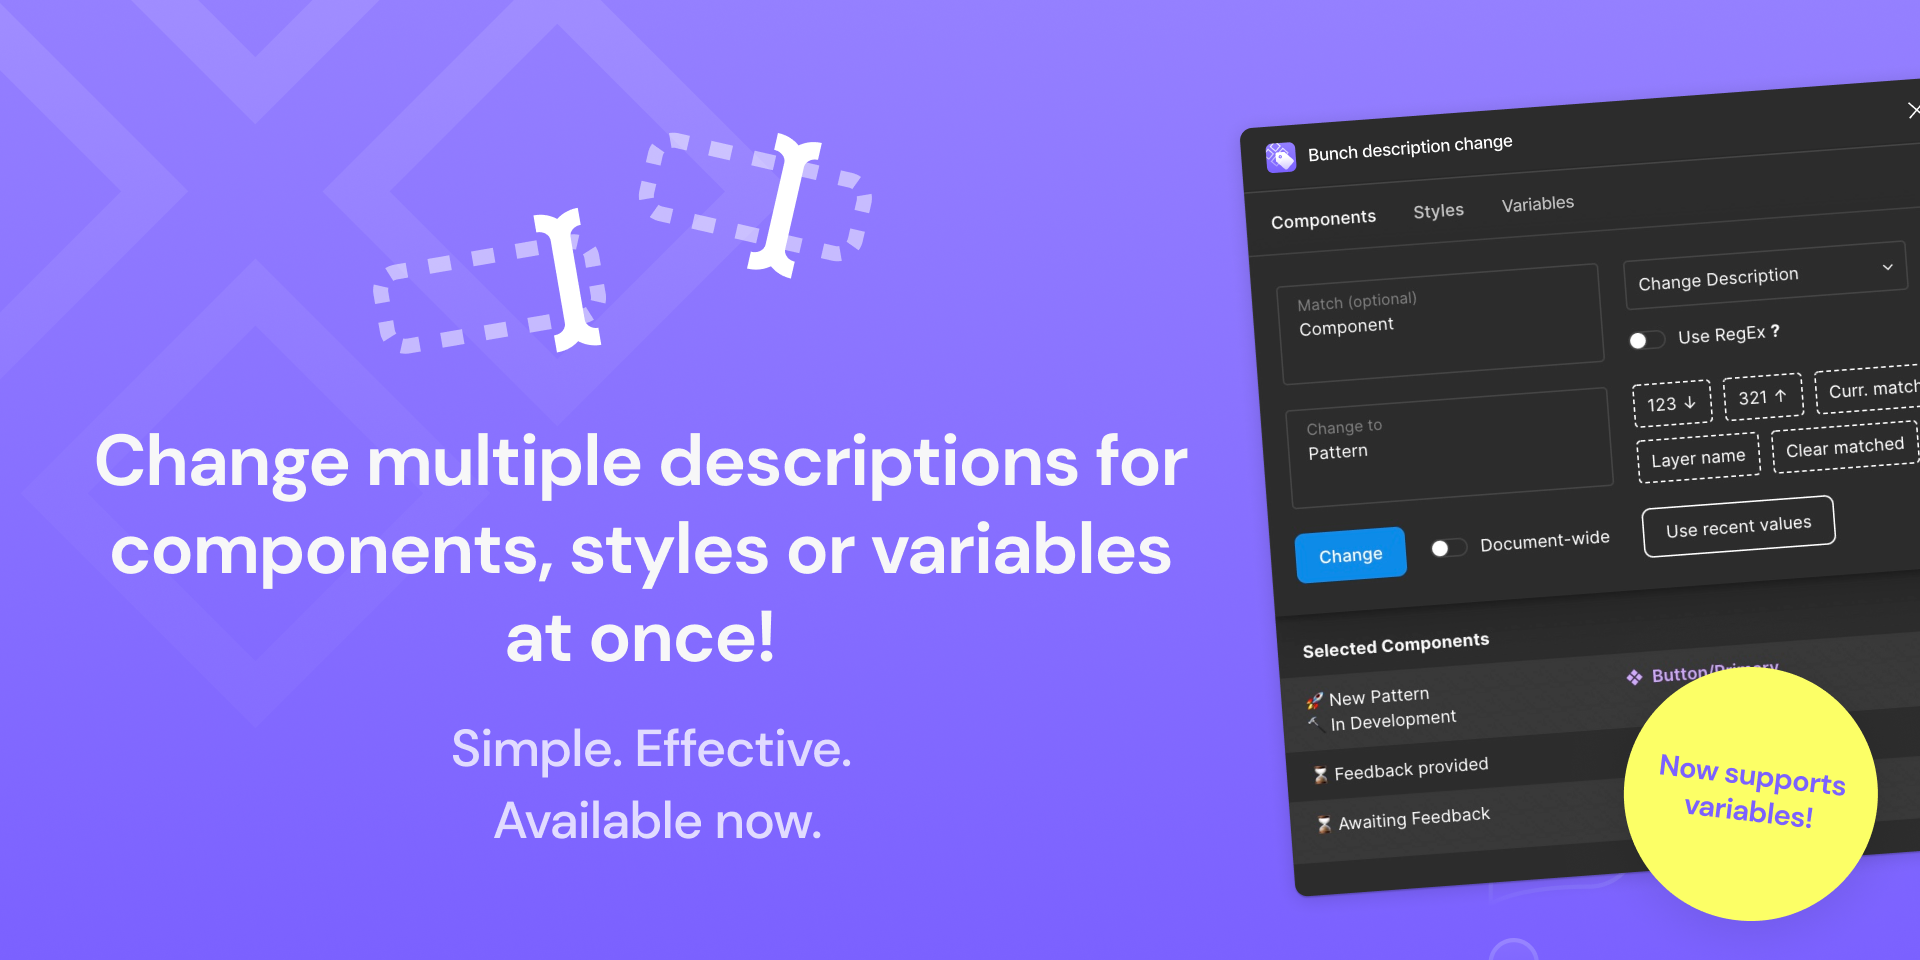 Change multiple descriptions for
components, styles or variables
at once!
Simple. Effective.
Available now.
Bunch description change
Components Styles Variables
Match (optional)
Component
Change Description
Use RegEx ?
Change to
Pattern
123 ↓ 321 ↑ Curr. match
Layer name Clear matched
Change Document-wide Use recent values
Selected Components
🚀 New Pattern
⛏ In Development
Button/Primary
⏳ Feedback provided
⏳ Awaiting Feedback
Now supports
variables!